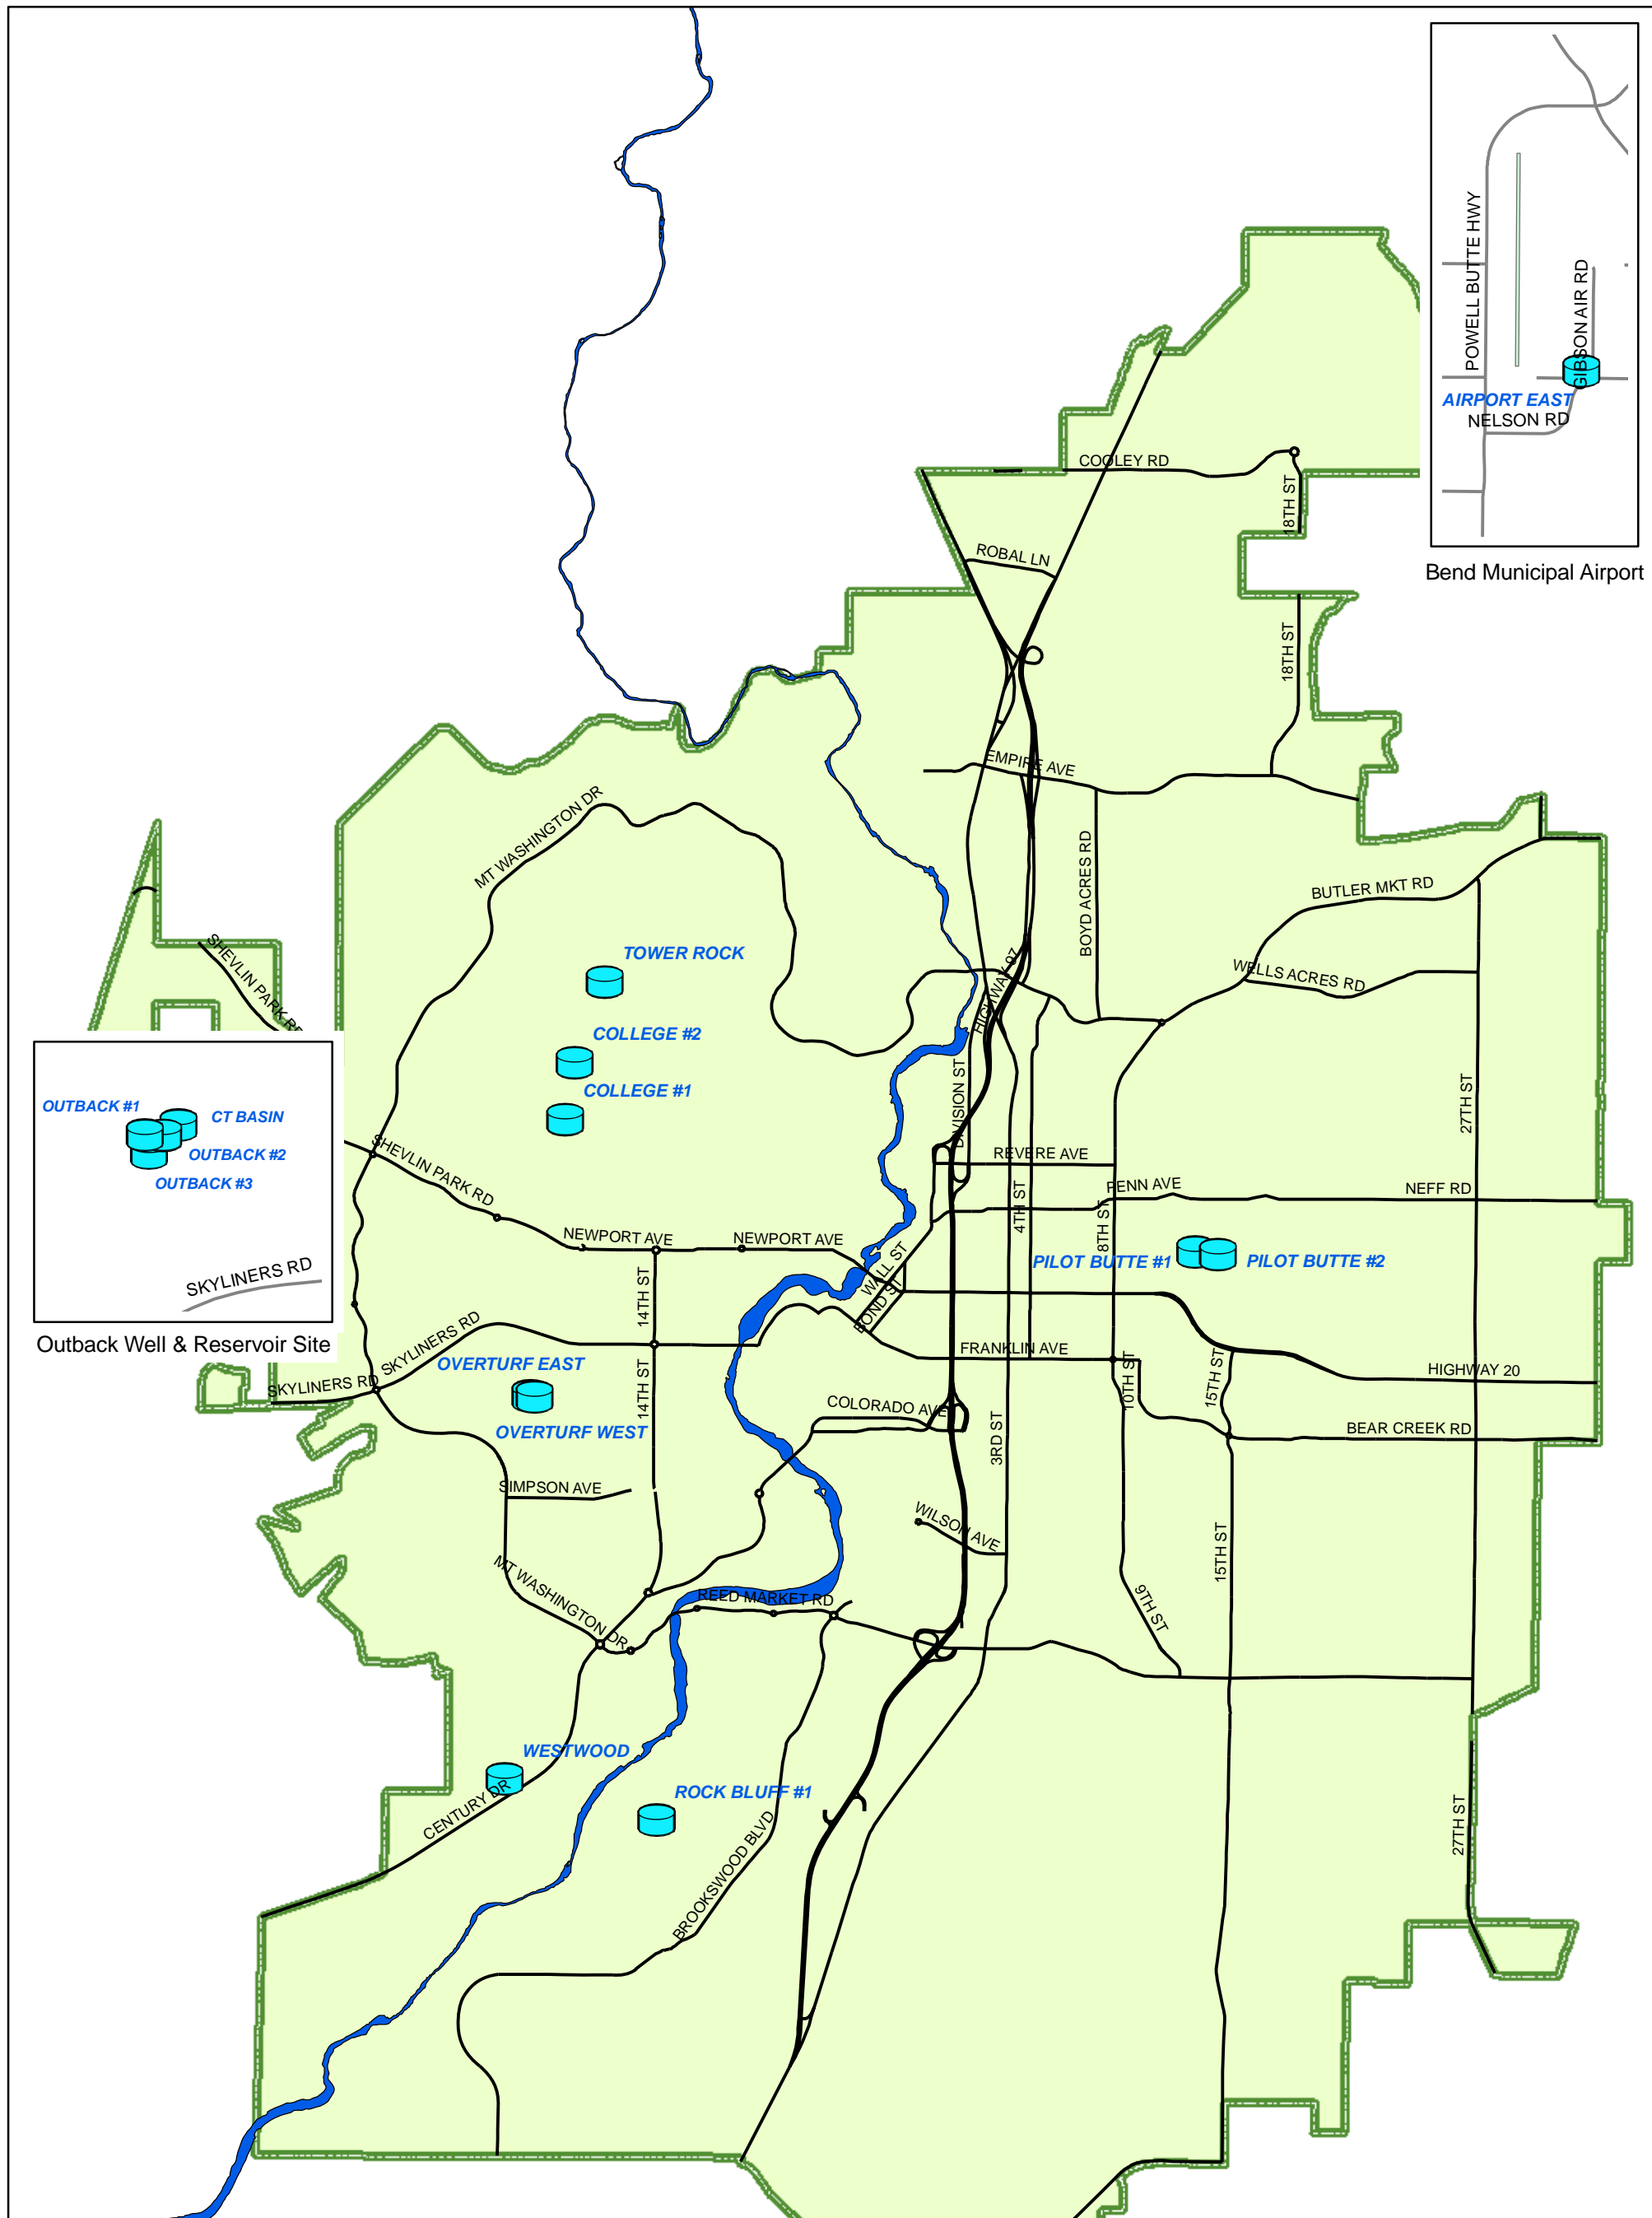 POWELL BUTTE HWY
GIBSON AIR RD
AIRPORT EAST
NELSON RD
Bend Municipal Airport
COOLEY RD
18TH ST
ROBAL LN
18TH ST
EMPIRE AVE
MT WASHINGTON DR
BOYD ACRES RD
BUTLER MKT RD
SHEVLIN PARK RD
TOWER ROCK
HIGHWAY 97
WELLS ACRES RD
COLLEGE #2
COLLEGE #1
DIVISION ST
27TH ST
OUTBACK #1
CT BASIN
OUTBACK #2
OUTBACK #3
SKYLINERS RD
Outback Well & Reservoir Site
SHEVLIN PARK RD
REVERE AVE
PENN AVE
NEFF RD
4TH ST
8TH ST
NEWPORT AVE
NEWPORT AVE
WALL ST
BOND ST
PILOT BUTTE #1
PILOT BUTTE #2
14TH ST
SKYLINERS RD
FRANKLIN AVE
OVERTURF EAST
SKYLINERS RD
14TH ST
10TH ST
15TH ST
HIGHWAY 20
COLORADO AVE
OVERTURF WEST
3RD ST
BEAR CREEK RD
SIMPSON AVE
WILSON AVE
15TH ST
MT WASHINGTON DR
REED MARKET RD
9TH ST
WESTWOOD
CENTURY DR
ROCK BLUFF #1
BROOKSWOOD BLVD
27TH ST